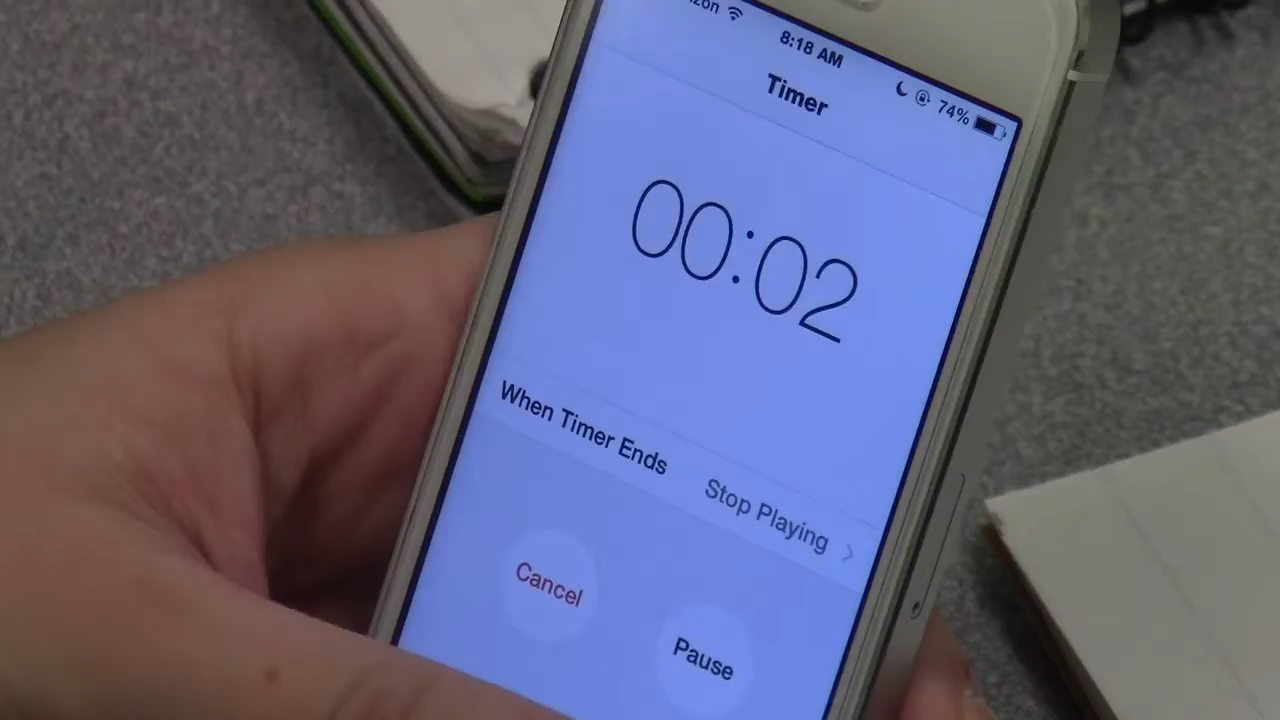 8:18 AM
74%
Timer
00:02
When Timer Ends
Stop Playing
Cancel
Pause